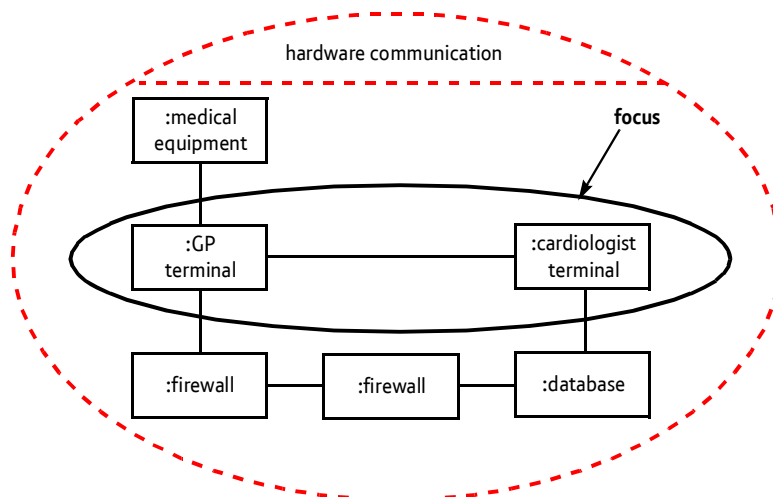 hardware communication
:medical
equipment
focus
:GP
terminal
:cardiologist
terminal
:firewall
:firewall
:database